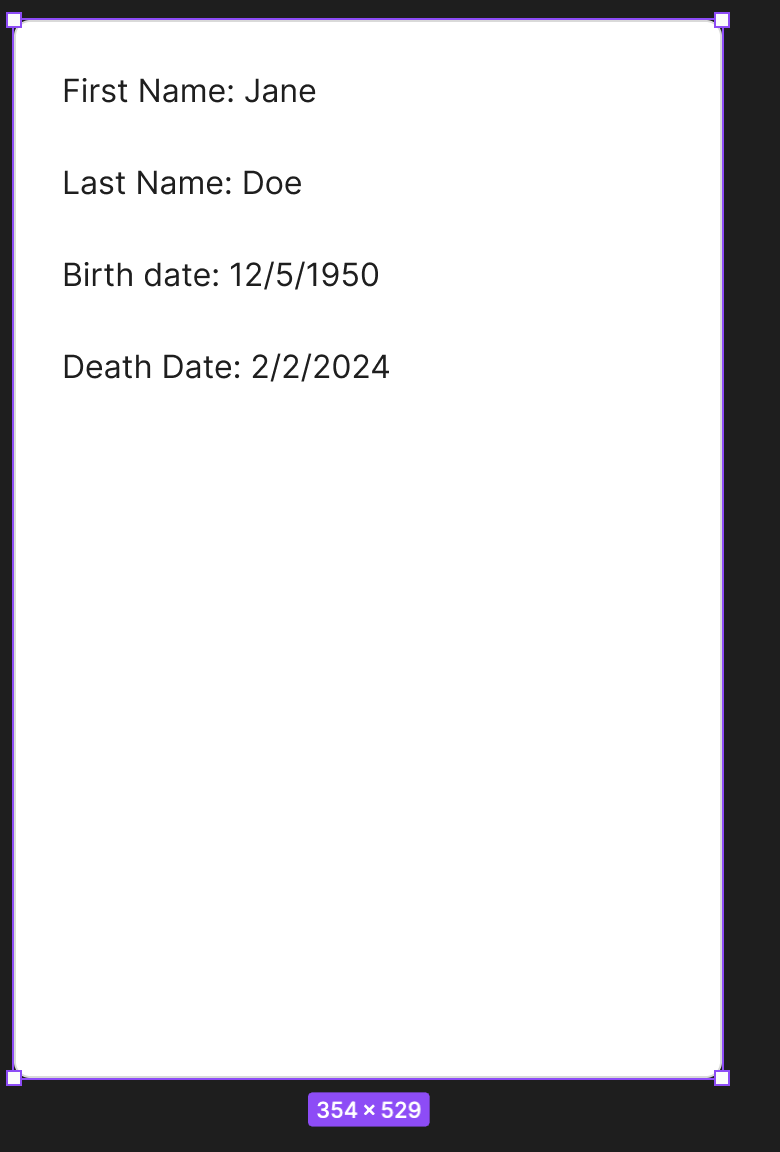 First Name: Jane
Last Name: Doe
Birth date: 12/5/1950
Death Date: 2/2/2024
354 × 529